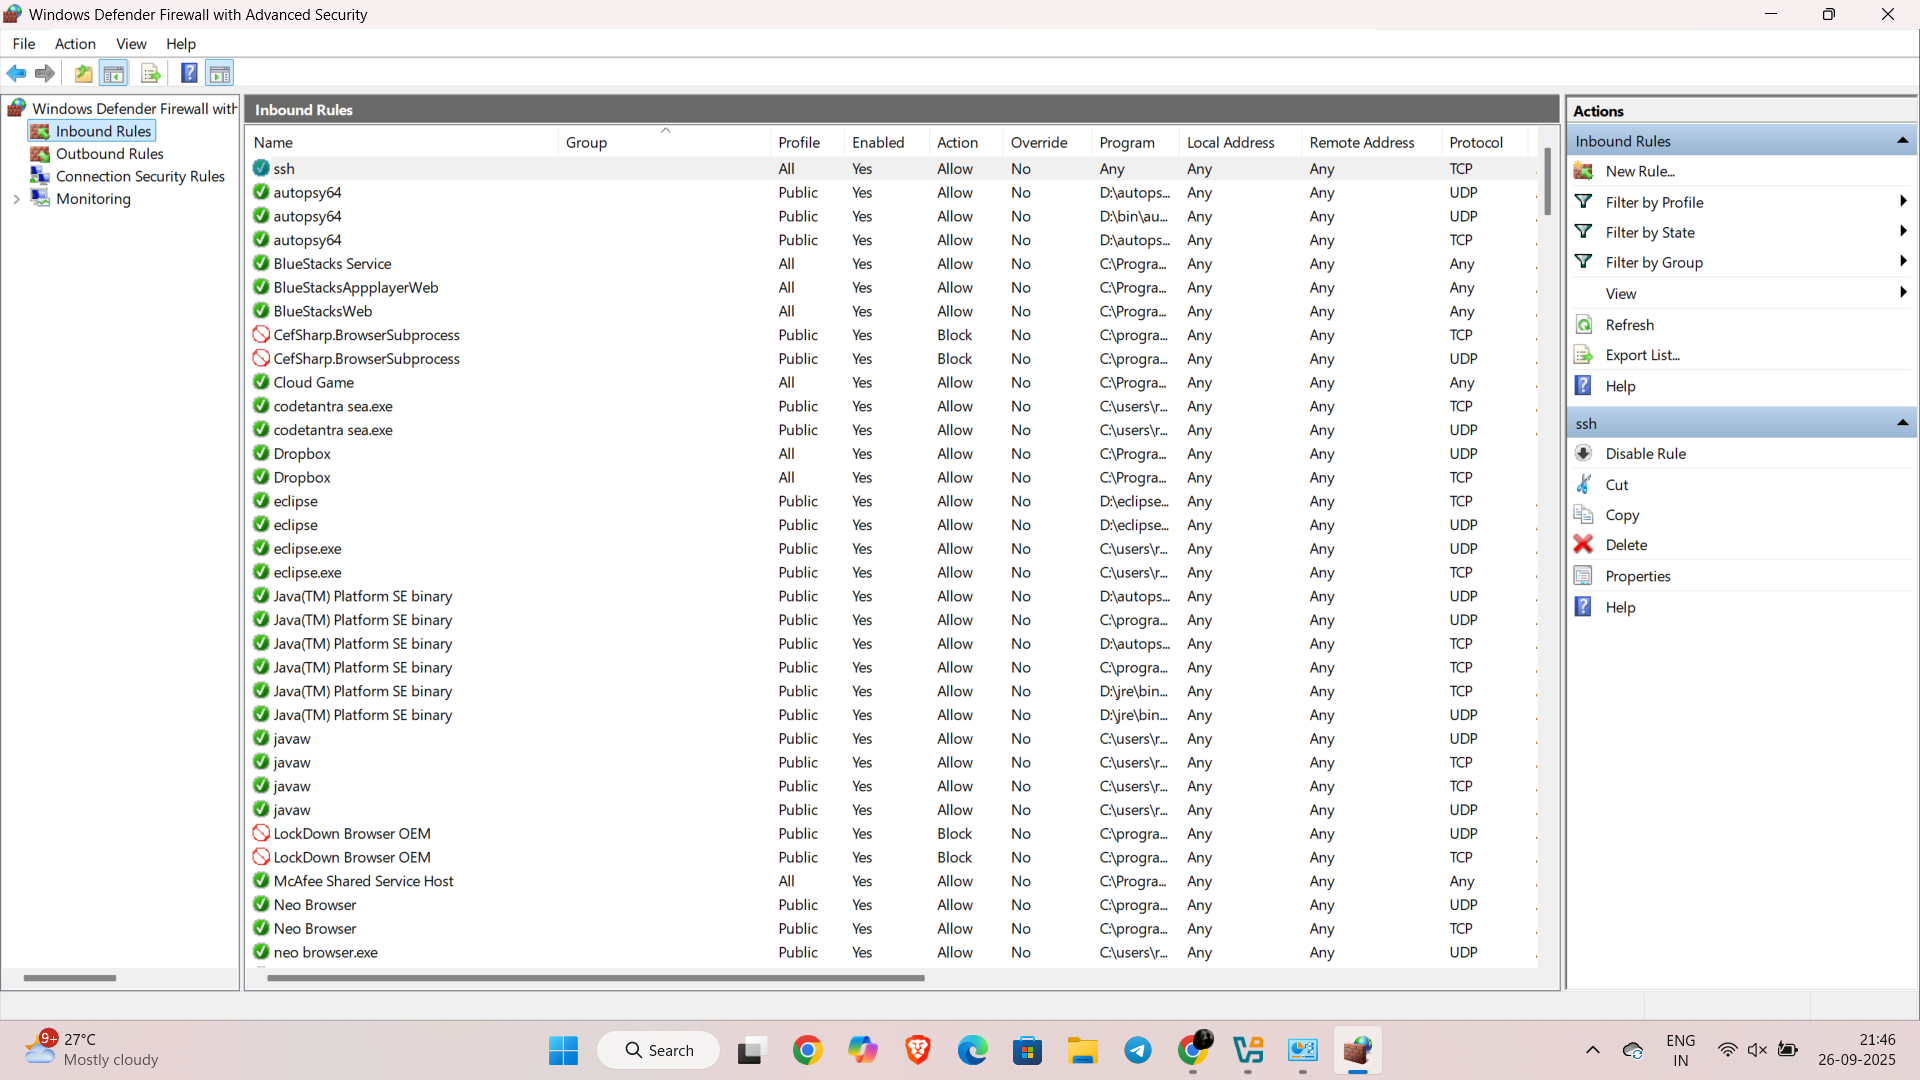 Windows Defender Firewall with Advanced Security
File Action View Help
Windows Defender Firewall with
Inbound Rules
Outbound Rules
Connection Security Rules
Monitoring
Inbound Rules
Name Group Profile Enabled Action Override Program Local Address Remote Address Protocol
ssh All Yes Allow No Any Any Any TCP
autopsy64 Public Yes Allow No D:\autops... Any Any UDP
autopsy64 Public Yes Allow No D:\bin\au... Any Any UDP
autopsy64 Public Yes Allow No D:\autops... Any Any TCP
BlueStacks Service All Yes Allow No C:\Progra... Any Any Any
BlueStacksAppplayerWeb All Yes Allow No C:\Progra... Any Any Any
BlueStacksWeb All Yes Allow No C:\Progra... Any Any Any
CefSharp.BrowserSubprocess Public Yes Block No C:\progra... Any Any TCP
CefSharp.BrowserSubprocess Public Yes Block No C:\progra... Any Any UDP
Cloud Game All Yes Allow No C:\Progra... Any Any Any
codetantra sea.exe Public Yes Allow No C:\users\r... Any Any TCP
codetantra sea.exe Public Yes Allow No C:\users\r... Any Any UDP
Dropbox All Yes Allow No C:\Progra... Any Any UDP
Dropbox All Yes Allow No C:\Progra... Any Any TCP
eclipse Public Yes Allow No D:\eclipse... Any Any TCP
eclipse Public Yes Allow No D:\eclipse... Any Any UDP
eclipse.exe Public Yes Allow No C:\users\r... Any Any UDP
eclipse.exe Public Yes Allow No C:\users\r... Any Any TCP
Java(TM) Platform SE binary Public Yes Allow No D:\autops... Any Any UDP
Java(TM) Platform SE binary Public Yes Allow No C:\progra... Any Any UDP
Java(TM) Platform SE binary Public Yes Allow No D:\autops... Any Any TCP
Java(TM) Platform SE binary Public Yes Allow No C:\progra... Any Any TCP
Java(TM) Platform SE binary Public Yes Allow No D:\jre\bin... Any Any TCP
Java(TM) Platform SE binary Public Yes Allow No D:\jre\bin... Any Any UDP
javaw Public Yes Allow No C:\users\r... Any Any UDP
javaw Public Yes Allow No C:\users\r... Any Any TCP
javaw Public Yes Allow No C:\users\r... Any Any TCP
javaw Public Yes Allow No C:\users\r... Any Any UDP
LockDown Browser OEM Public Yes Block No C:\progra... Any Any UDP
LockDown Browser OEM Public Yes Block No C:\progra... Any Any TCP
McAfee Shared Service Host All Yes Allow No C:\Progra... Any Any Any
Neo Browser Public Yes Allow No C:\progra... Any Any UDP
Neo Browser Public Yes Allow No C:\progra... Any Any TCP
neo browser.exe Public Yes Allow No C:\users\r... Any Any UDP
Actions
Inbound Rules
New Rule...
Filter by Profile
Filter by State
Filter by Group
View
Refresh
Export List...
Help
ssh
Disable Rule
Cut
Copy
Delete
Properties
Help
9+
27°C
Mostly cloudy
Search
ENG
IN
21:46
26-09-2025